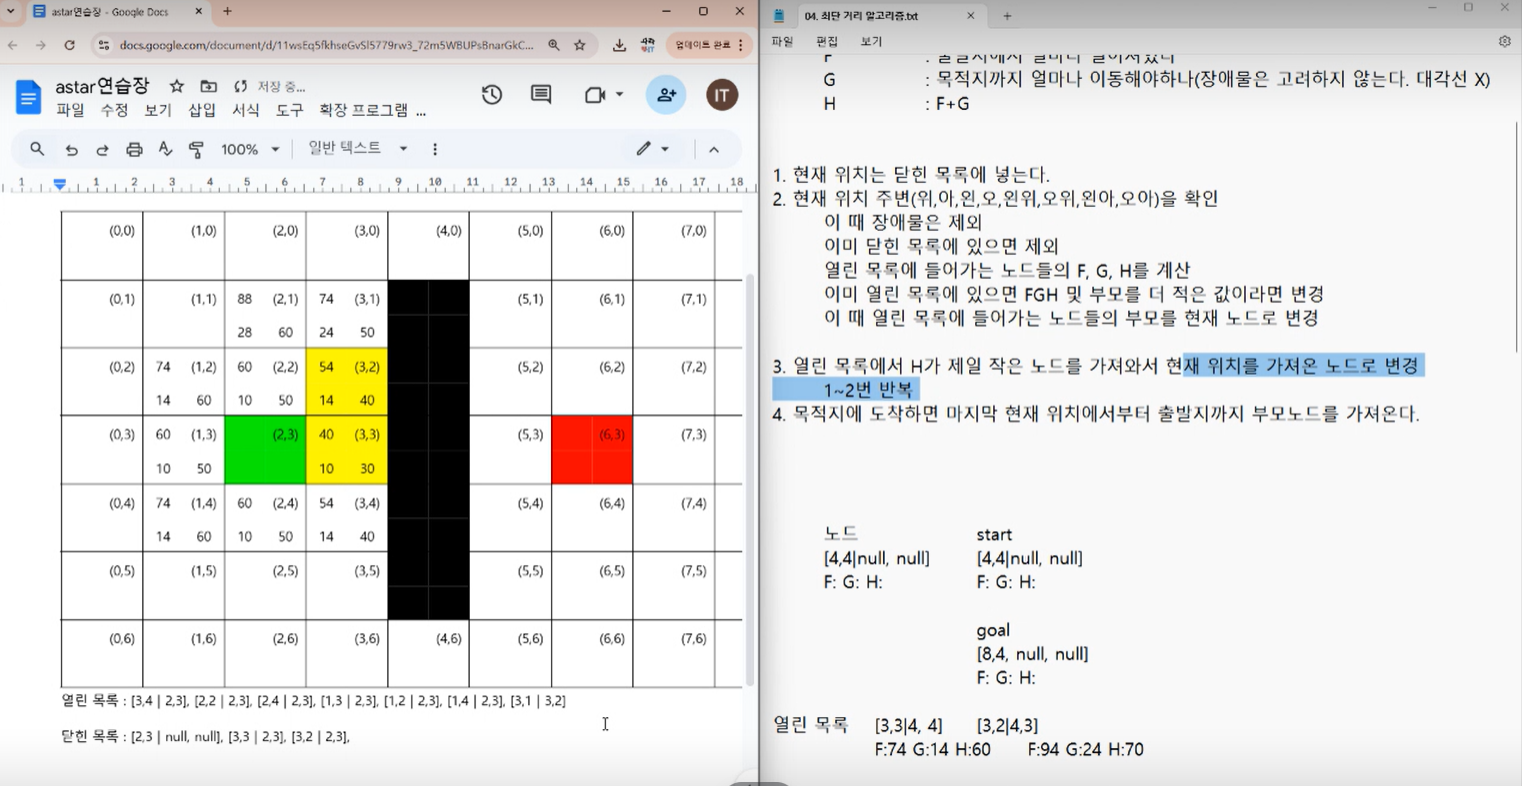 astar연습장 - Google Docs
docs.google.com/document/d/11wsEq5fkhseGvSl5779rw3_72m5WBUPsBnarGkC...
업데이트 완료
astar연습장
저장 중...
파일 수정 보기 삽입 서식 도구 확장 프로그램 ...
IT
100% 일반 텍스트
1 1 2 3 4 5 6 7 8 9 10 11 12 13 14 15 16 17 18
(0,0) (1,0) (2,0) (3,0) (4,0) (5,0) (6,0) (7,0)
(0,1) (1,1) 88 (2,1) 74 (3,1) (5,1) (6,1) (7,1)
28 60 24 50
(0,2) 74 (1,2) 60 (2,2) 54 (3,2) (5,2) (6,2) (7,2)
14 60 10 50 14 40
(0,3) 60 (1,3) (2,3) 40 (3,3) (5,3) (6,3) (7,3)
10 50 10 30
(0,4) 74 (1,4) 60 (2,4) 54 (3,4) (5,4) (6,4) (7,4)
14 60 10 50 14 40
(0,5) (1,5) (2,5) (3,5) (5,5) (6,5) (7,5)
(0,6) (1,6) (2,6) (3,6) (4,6) (5,6) (6,6) (7,6)
열린 목록 : [3,4 | 2,3], [2,2 | 2,3], [2,4 | 2,3], [1,3 | 2,3], [1,2 | 2,3], [1,4 | 2,3], [3,1 | 3,2]
닫힌 목록 : [2,3 | null, null], [3,3 | 2,3], [3,2 | 2,3],
04. 최단 거리 알고리즘.txt
파일 편집 보기
G : 목적지까지 얼마나 이동해야하나(장애물은 고려하지 않는다. 대각선 X)
H : F+G
1. 현재 위치는 닫힌 목록에 넣는다.
2. 현재 위치 주변(위,아,왼,오,왼위,오위,왼아,오아)을 확인
이 때 장애물은 제외
이미 닫힌 목록에 있으면 제외
열린 목록에 들어가는 노드들의 F, G, H를 계산
이미 열린 목록에 있으면 FGH 및 부모를 더 적은 값이라면 변경
이 때 열린 목록에 들어가는 노드들의 부모를 현재 노드로 변경
3. 열린 목록에서 H가 제일 작은 노드를 가져와서 현재 위치를 가져온 노드로 변경
1~2번 반복
4. 목적지에 도착하면 마지막 현재 위치에서부터 출발지까지 부모노드를 가져온다.
노드 start
[4,4|null, null] [4,4|null, null]
F: G: H: F: G: H:
goal
[8,4, null, null]
F: G: H:
열린 목록 [3,3|4, 4] [3,2|4,3]
F:74 G:14 H:60 F:94 G:24 H:70